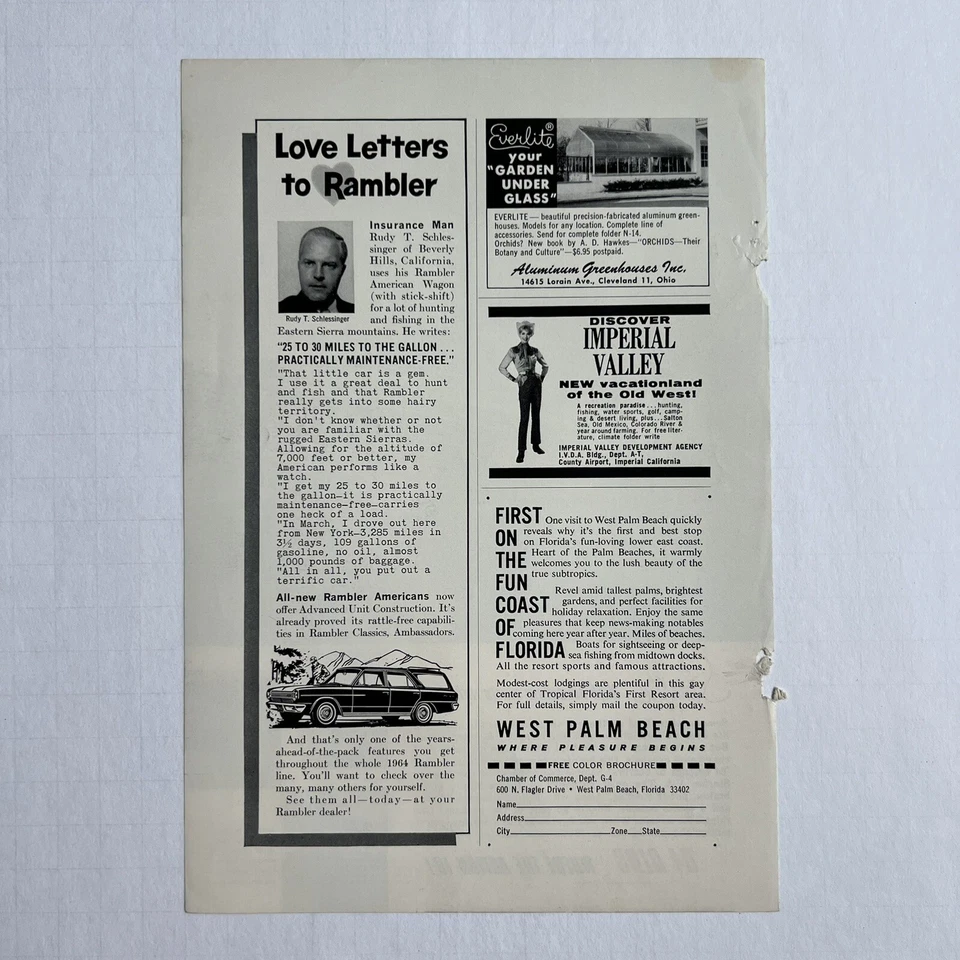 Love Letters
to Rambler
Rudy T. Schlessinger
Insurance Man
Rudy T. Schles-
singer of Beverly
Hills, California,
uses his Rambler
American Wagon
(with stick-shift)
for a lot of hunting
and fishing in the
Eastern Sierra mountains. He writes:
"25 TO 30 MILES TO THE GALLON...
PRACTICALLY MAINTENANCE-FREE."
"That little car is a gem.
I use it a great deal to hunt
and fish and that Rambler
really gets into some hairy
territory.
"I don't know whether or not
you are familiar with the
rugged Eastern Sierras.
Allowing for the altitude of
7,000 feet or better, my
American performs like a
watch.
"I get my 25 to 30 miles to
the gallon—it is practically
maintenance-free—carries
one heck of a load.
"In March, I drove out here
from New York—3,285 miles in
3½ days, 109 gallons of
gasoline, no oil, almost
1,000 pounds of baggage.
"All in all, you put out a
terrific car."
All-new Rambler Americans now
offer Advanced Unit Construction. It's
already proved its rattle-free capabili-
ties in Rambler Classics, Ambassadors.
And that's only one of the years-
ahead-of-the-pack features you get
throughout the whole 1964 Rambler
line. You'll want to check over the
many, many others for yourself.
See them all—today—at your
Rambler dealer!
Everlite®
your
"GARDEN
UNDER
GLASS"
EVERLITE — beautiful precision-fabricated aluminum green-
houses. Models for any location. Complete line of
accessories. Send for complete folder N-14.
Orchids? New book by A. D. Hawkes—"ORCHIDS—Their
Botany and Culture"—$6.95 postpaid.
Aluminum Greenhouses Inc.
14615 Lorain Ave., Cleveland 11, Ohio
DISCOVER
IMPERIAL
VALLEY
NEW vacationland
of the Old West!
A recreation paradise...hunting,
fishing, water sports, golf, camp-
ing & desert living, plus...Salton
Sea, Old Mexico, Colorado River &
year around farming. For free liter-
ature, climate folder write
IMPERIAL VALLEY DEVELOPMENT AGENCY
I.V.D.A. Bldg., Dept. A-T,
County Airport, Imperial California
FIRST
ON
THE
FUN
COAST
OF
FLORIDA
One visit to West Palm Beach quickly
reveals why it's the first and best stop
on Florida's fun-loving lower east coast.
Heart of the Palm Beaches, it warmly
welcomes you to the lush beauty of the
true subtropics.
Revel amid tallest palms, brightest
gardens, and perfect facilities for
holiday relaxation. Enjoy the same
pleasures that keep news-making notables
coming here year after year. Miles of beaches.
Boats for sightseeing or deep-
sea fishing from midtown docks.
All the resort sports and famous attractions.
Modest-cost lodgings are plentiful in this gay
center of Tropical Florida's First Resort area.
For full details, simply mail the coupon today.
WEST PALM BEACH
WHERE PLEASURE BEGINS
FREE COLOR BROCHURE
Chamber of Commerce, Dept. G-4
600 N. Flagler Drive • West Palm Beach, Florida 33402
Name
Address
City Zone State